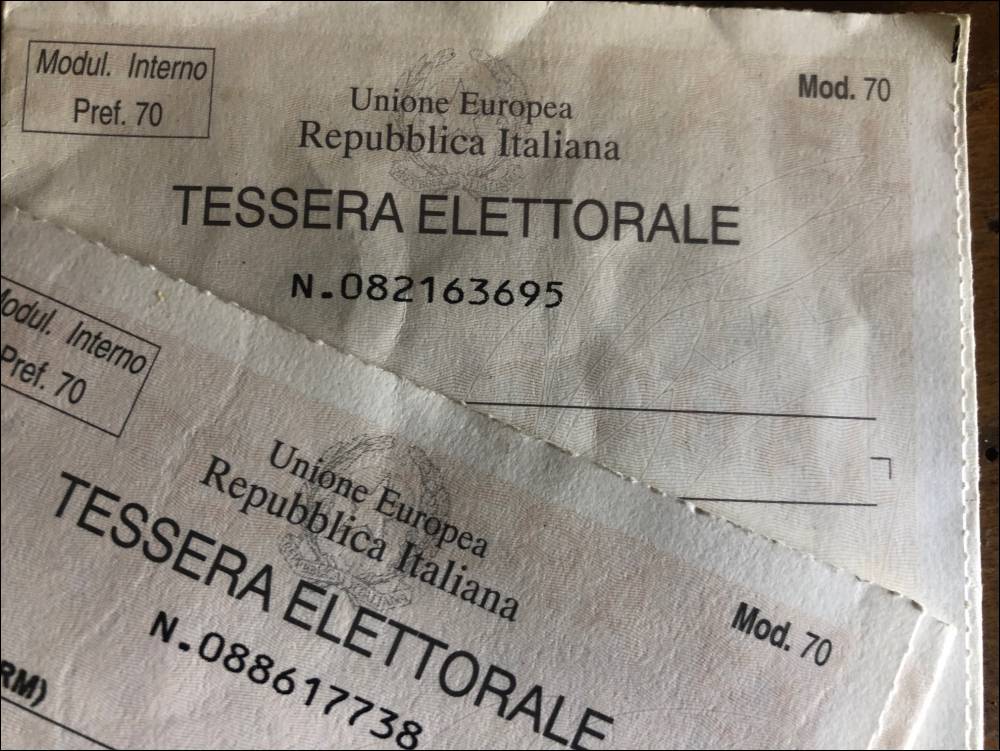 Modul. Interno
Pref. 70
Unione Europea
Repubblica Italiana
Mod. 70
TESSERA ELETTORALE
N.082163695
Modul. Interno
Pref. 70
Unione Europea
Repubblica Italiana
Mod. 70
TESSERA ELETTORALE
N.088617738
RM)